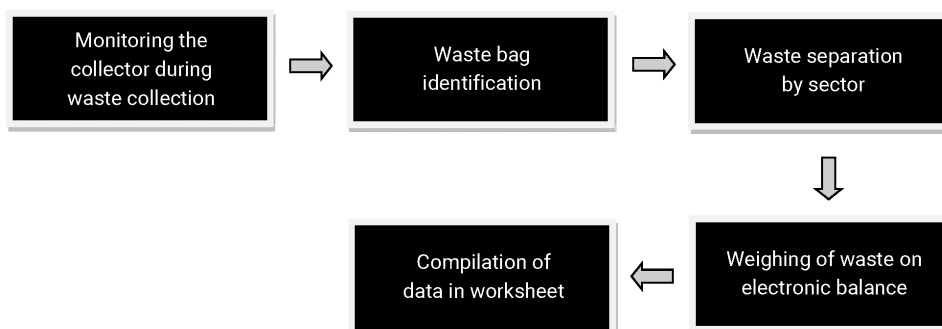 Monitoring the
collector during
waste collection
Waste bag
identification
Waste separation
by sector
Weighing of waste on
electronic balance
Compilation of
data in worksheet